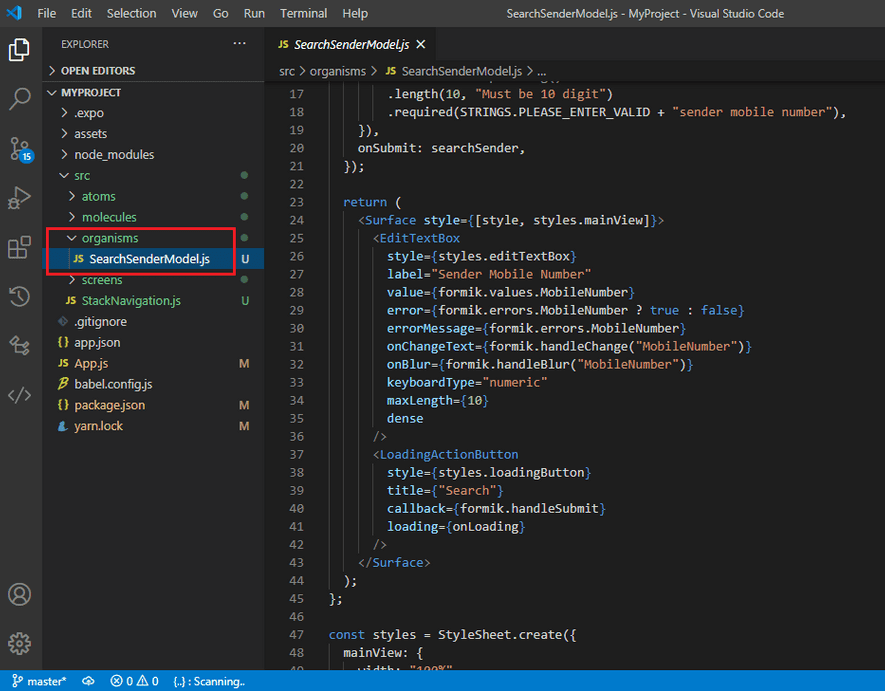 File Edit Selection View Go Run Terminal Help SearchSenderModel.js - MyProject - Visual Studio Code
EXPLORER ...
OPEN EDITORS
MYPROJECT
.expo
assets
node_modules
src
atoms
molecules
organisms
JS SearchSenderModel.js U
screens
JS StackNavigation.js U
.gitignore
{} app.json
JS App.js M
babel.config.js
{} package.json M
yarn.lock M
15
JS SearchSenderModel.js
src > organisms > JS SearchSenderModel.js > ...
17 .length(10, "Must be 10 digit")
18 .required(STRINGS.PLEASE_ENTER_VALID + "sender mobile number"),
19 }),
20 onSubmit: searchSender,
21 });
22
23 return (
24 <Surface style={[style, styles.mainView]}>
25 <EditTextBox
26 style={styles.editTextBox}
27 label="Sender Mobile Number"
28 value={formik.values.MobileNumber}
29 error={formik.errors.MobileNumber ? true : false}
30 errorMessage={formik.errors.MobileNumber}
31 onChangeText={formik.handleChange("MobileNumber")}
32 onBlur={formik.handleBlur("MobileNumber")}
33 keyboardType="numeric"
34 maxLength={10}
35 dense
36 />
37 <LoadingActionButton
38 style={styles.loadingButton}
39 title={"Search"}
40 callback={formik.handleSubmit}
41 loading={onLoading}
42 />
43 </Surface>
44 );
45 };
46
47 const styles = StyleSheet.create({
48 mainView: {
49 width: "100%"
master* 0 0 {..} : Scanning..